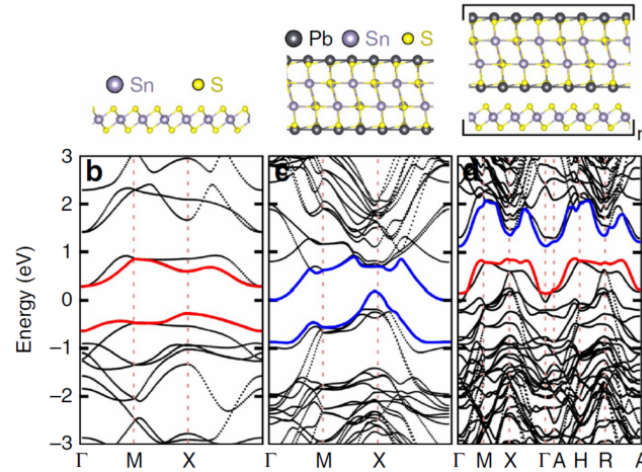 Pb Sn S
Sn S
b c d
Energy (eV)
3
2
1
0
−1
−2
−3
Γ M X Γ M X Γ M X Γ A H R A